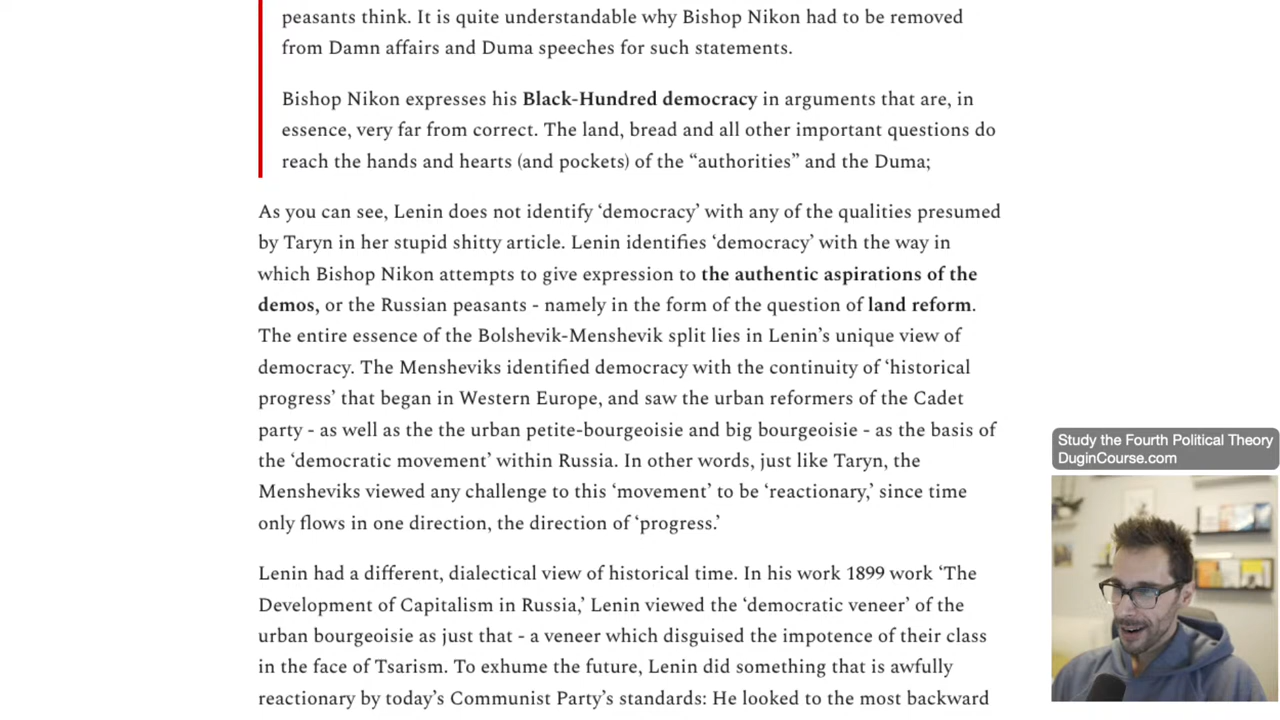 peasants think. It is quite understandable why Bishop Nikon had to be removed
from Damn affairs and Duma speeches for such statements.
Bishop Nikon expresses his Black-Hundred democracy in arguments that are, in
essence, very far from correct. The land, bread and all other important questions do
reach the hands and hearts (and pockets) of the “authorities” and the Duma;
As you can see, Lenin does not identify ‘democracy’ with any of the qualities presumed
by Taryn in her stupid shitty article. Lenin identifies ‘democracy’ with the way in
which Bishop Nikon attempts to give expression to the authentic aspirations of the
demos, or the Russian peasants - namely in the form of the question of land reform.
The entire essence of the Bolshevik-Menshevik split lies in Lenin’s unique view of
democracy. The Mensheviks identified democracy with the continuity of ‘historical
progress’ that began in Western Europe, and saw the urban reformers of the Cadet
party - as well as the the urban petite-bourgeoisie and big bourgeoisie - as the basis of
the ‘democratic movement’ within Russia. In other words, just like Taryn, the
Mensheviks viewed any challenge to this ‘movement’ to be ‘reactionary,’ since time
only flows in one direction, the direction of ‘progress.’
Lenin had a different, dialectical view of historical time. In his work 1899 work ‘The
Development of Capitalism in Russia,’ Lenin viewed the ‘democratic veneer’ of the
urban bourgeoisie as just that - a veneer which disguised the impotence of their class
in the face of Tsarism. To exhume the future, Lenin did something that is awfully
reactionary by today’s Communist Party’s standards: He looked to the most backward
Study the Fourth Political Theory
DuginCourse.com